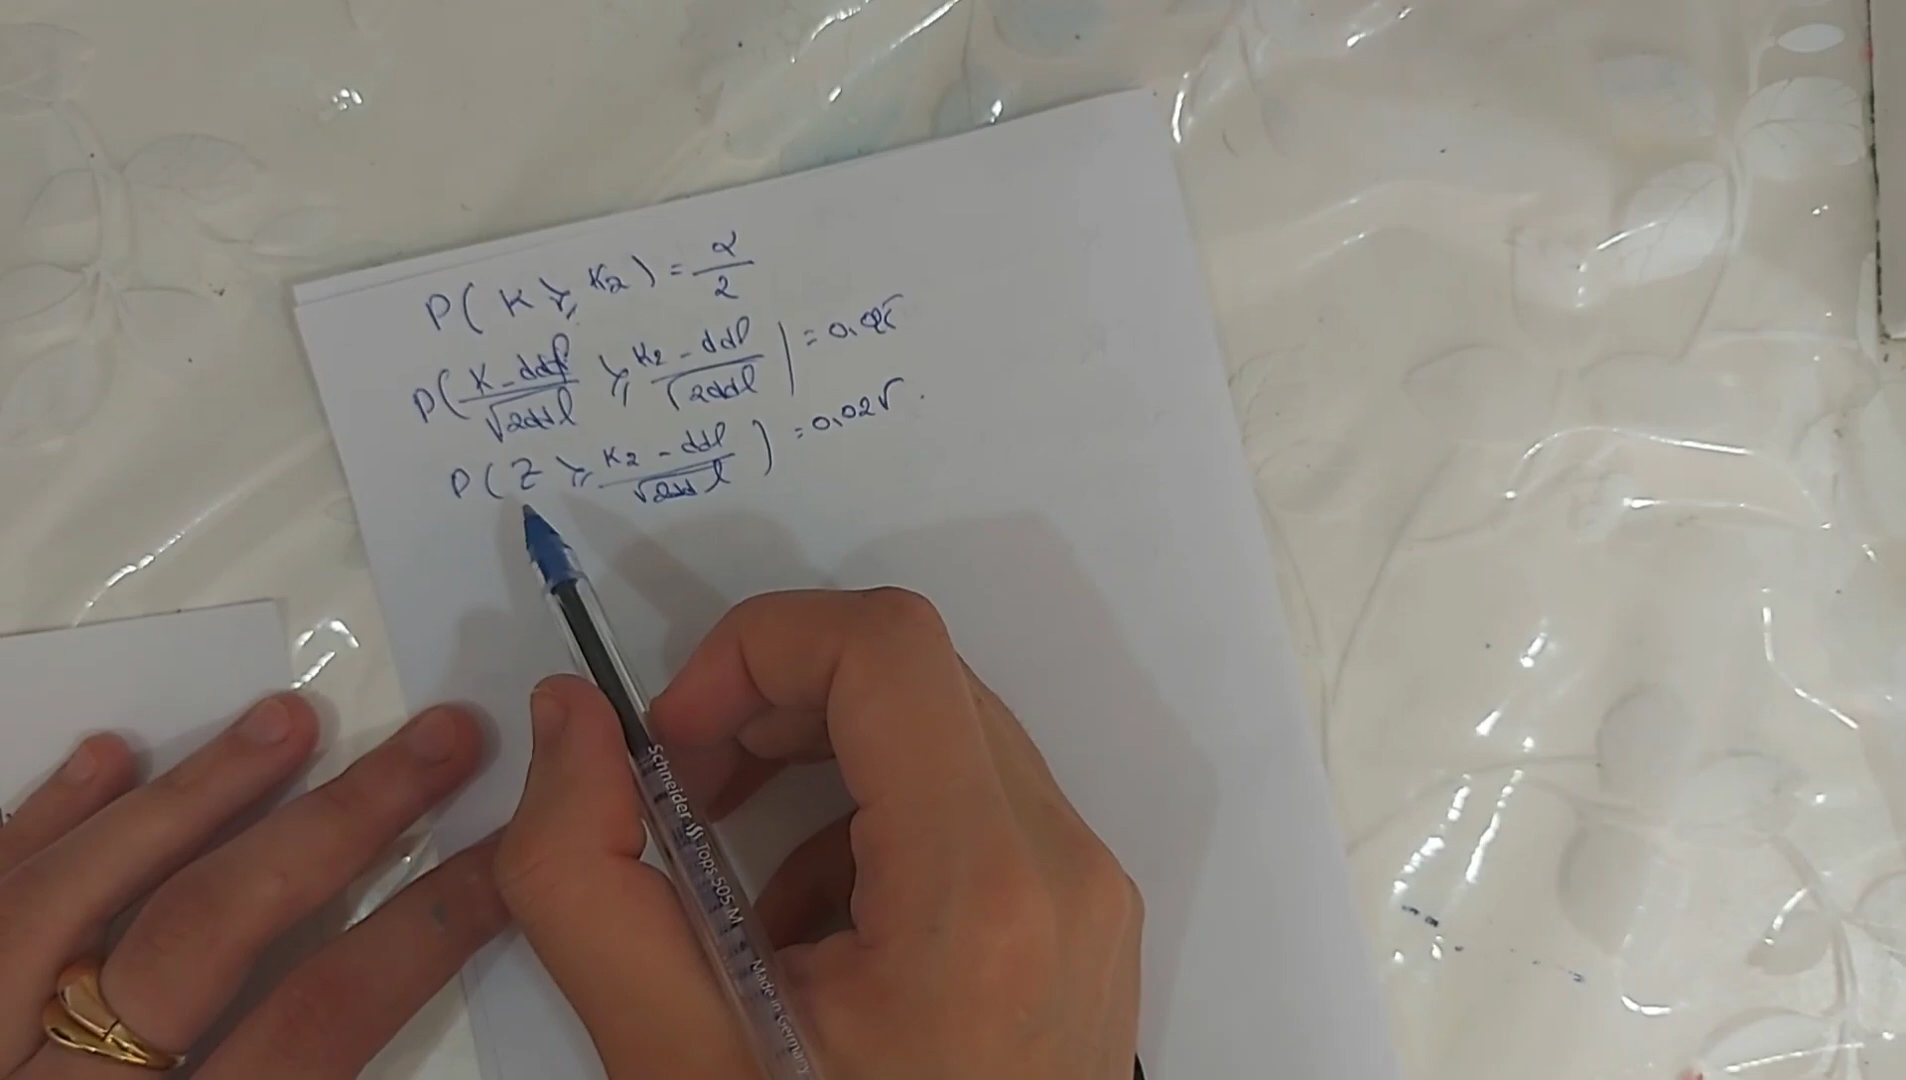 P( K ⩾ K2 ) = α/2
P( K - ddl / √2ddl ⩾ K2 - ddl / √2ddl ) = 0,025
P( Z ⩾ K2 - ddl / √2ddl ) = 0,025.
Schneider Tops 505 M Made in Germany